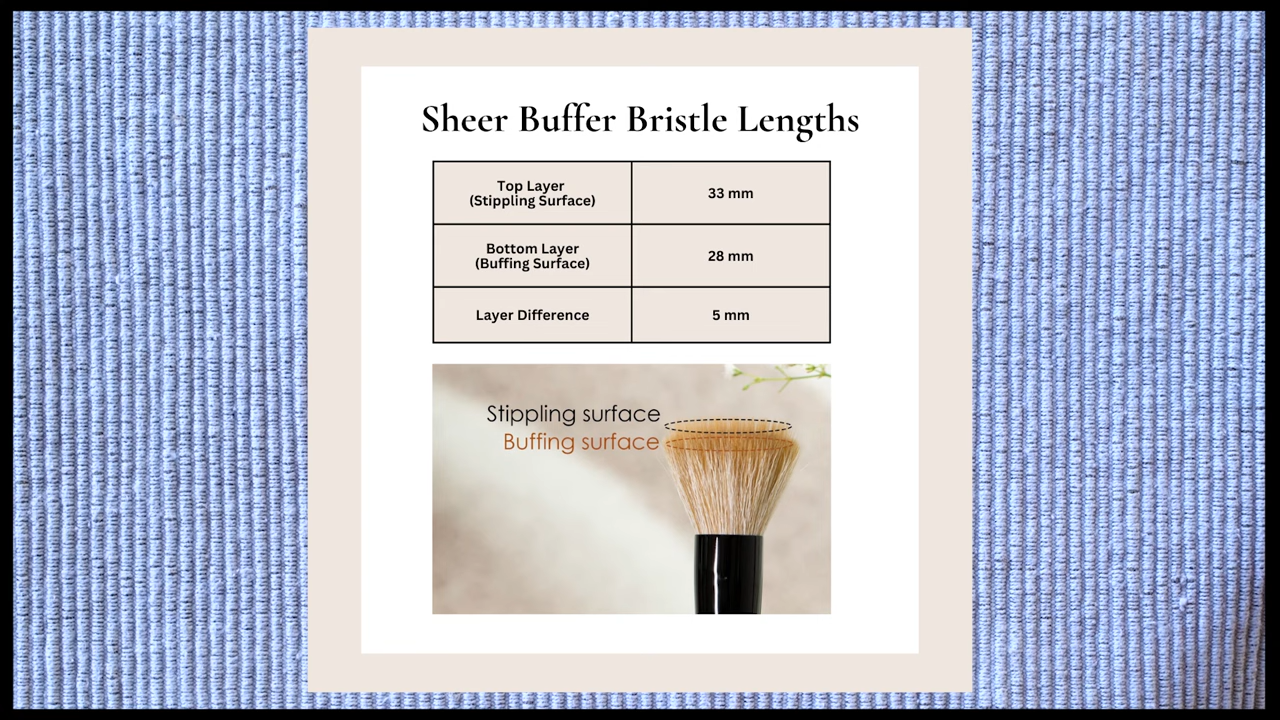 Sheer Buffer Bristle Lengths
Top Layer
(Stippling Surface)
33 mm
Bottom Layer
(Buffing Surface)
28 mm
Layer Difference
5 mm
Stippling surface
Buffing surface